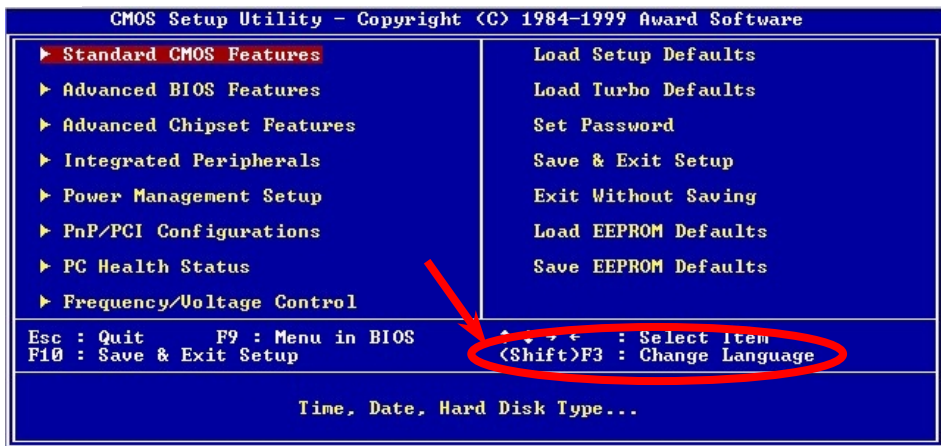 CMOS Setup Utility - Copyright (C) 1984-1999 Award Software
▶ Standard CMOS Features
▶ Advanced BIOS Features
▶ Advanced Chipset Features
▶ Integrated Peripherals
▶ Power Management Setup
▶ PnP/PCI Configurations
▶ PC Health Status
▶ Frequency/Voltage Control
Load Setup Defaults
Load Turbo Defaults
Set Password
Save & Exit Setup
Exit Without Saving
Load EEPROM Defaults
Save EEPROM Defaults
Esc : Quit F9 : Menu in BIOS ↑ ↓ → ← : Select Item
F10 : Save & Exit Setup (Shift)F3 : Change Language
Time, Date, Hard Disk Type...